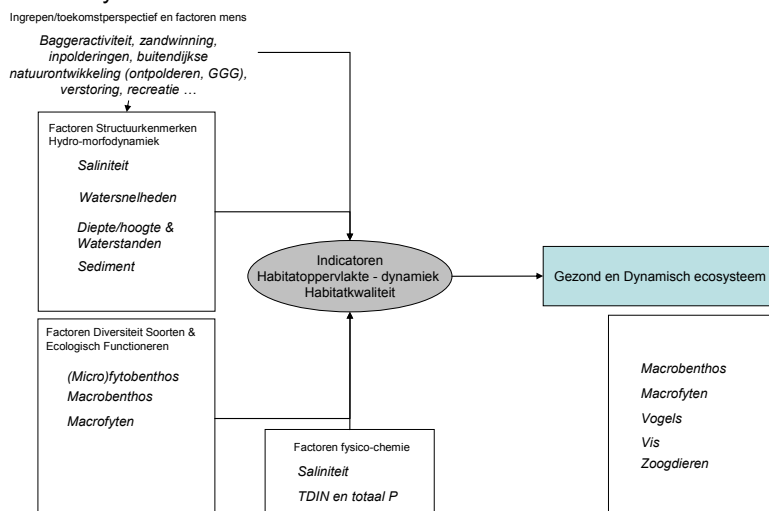 Ingrepen/toekomstperspectief en factoren mens
Baggeractiviteit, zandwinning,
inpolderingen, buitendijkse
natuurontwikkeling (ontpolderen, GGG),
verstoring, recreatie ...
Factoren Structuurkenmerken
Hydro-morfodynamiek
Saliniteit
Watersnelheden
Diepte/hoogte &
Waterstanden
Sediment
Indicatoren
Habitatoppervlakte - dynamiek
Habitatkwaliteit
Gezond en Dynamisch ecosysteem
Factoren Diversiteit Soorten &
Ecologisch Functioneren
(Micro)fytobenthos
Macrobenthos
Macrofyten
Factoren fysico-chemie
Saliniteit
TDIN en totaal P
Macrobenthos
Macrofyten
Vogels
Vis
Zoogdieren